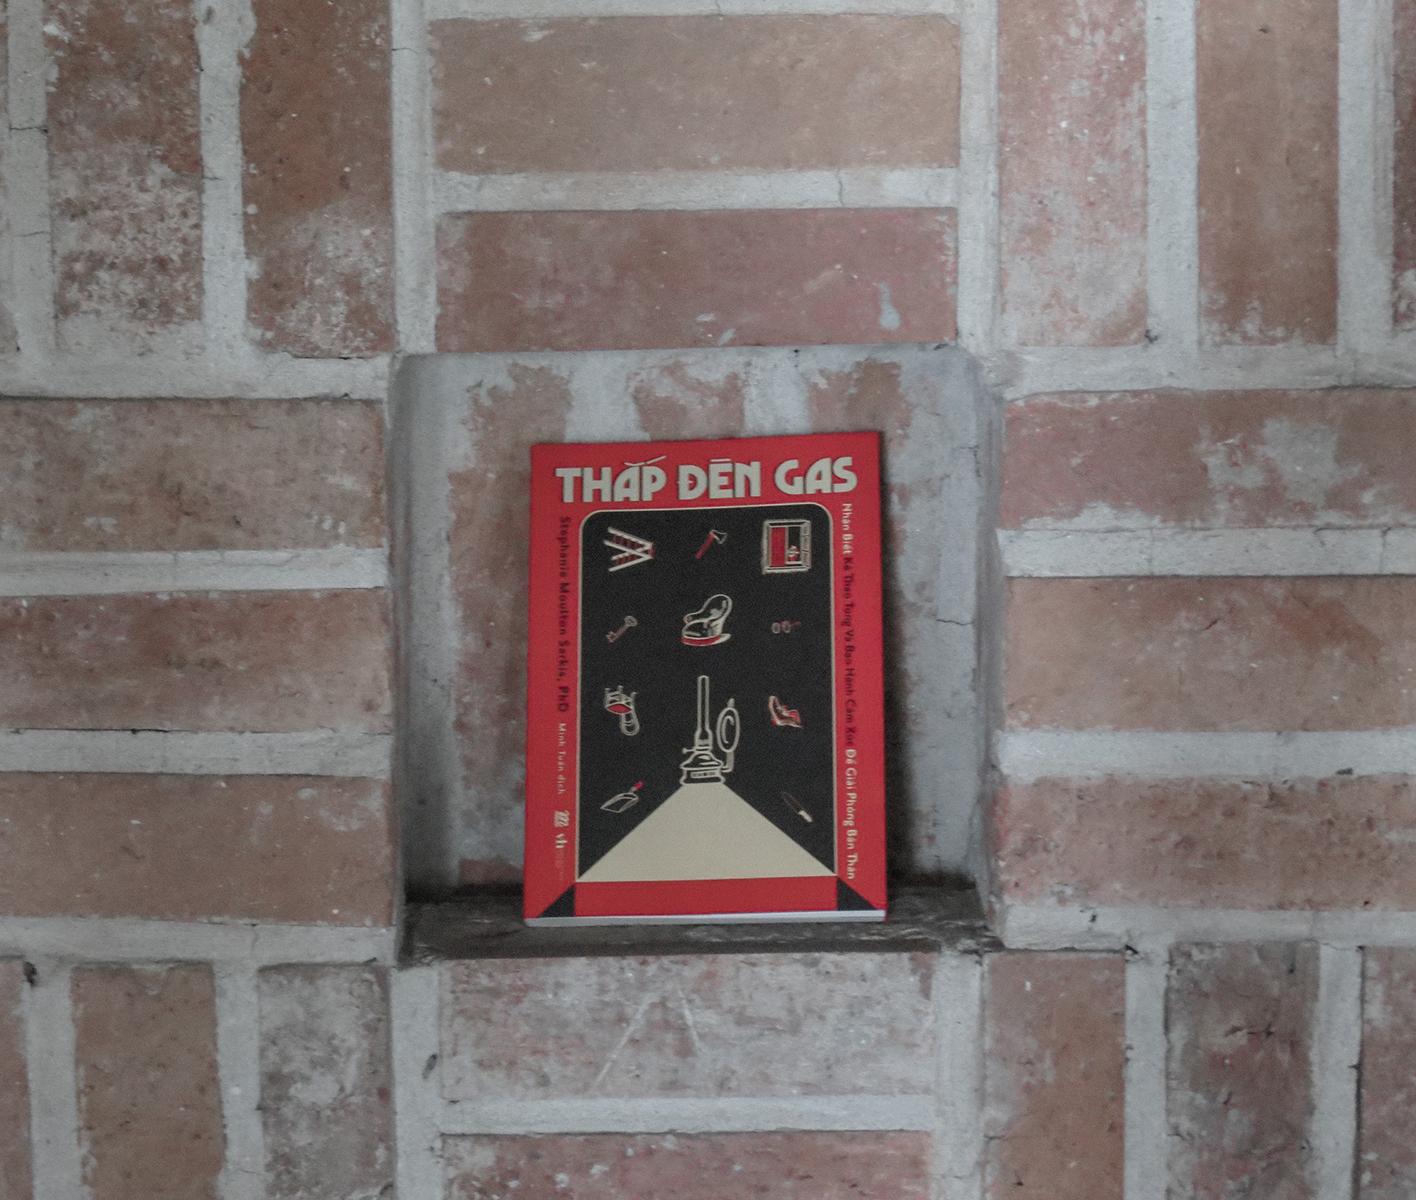 THẮP ĐÈN GAS
Stephanie Moulton Sarkis, PhD Minh Tuấn dịch
Nhận Biết Kẻ Thao Túng Và Bạo Hành Cảm Xúc Để Giải Phóng Bản Thân